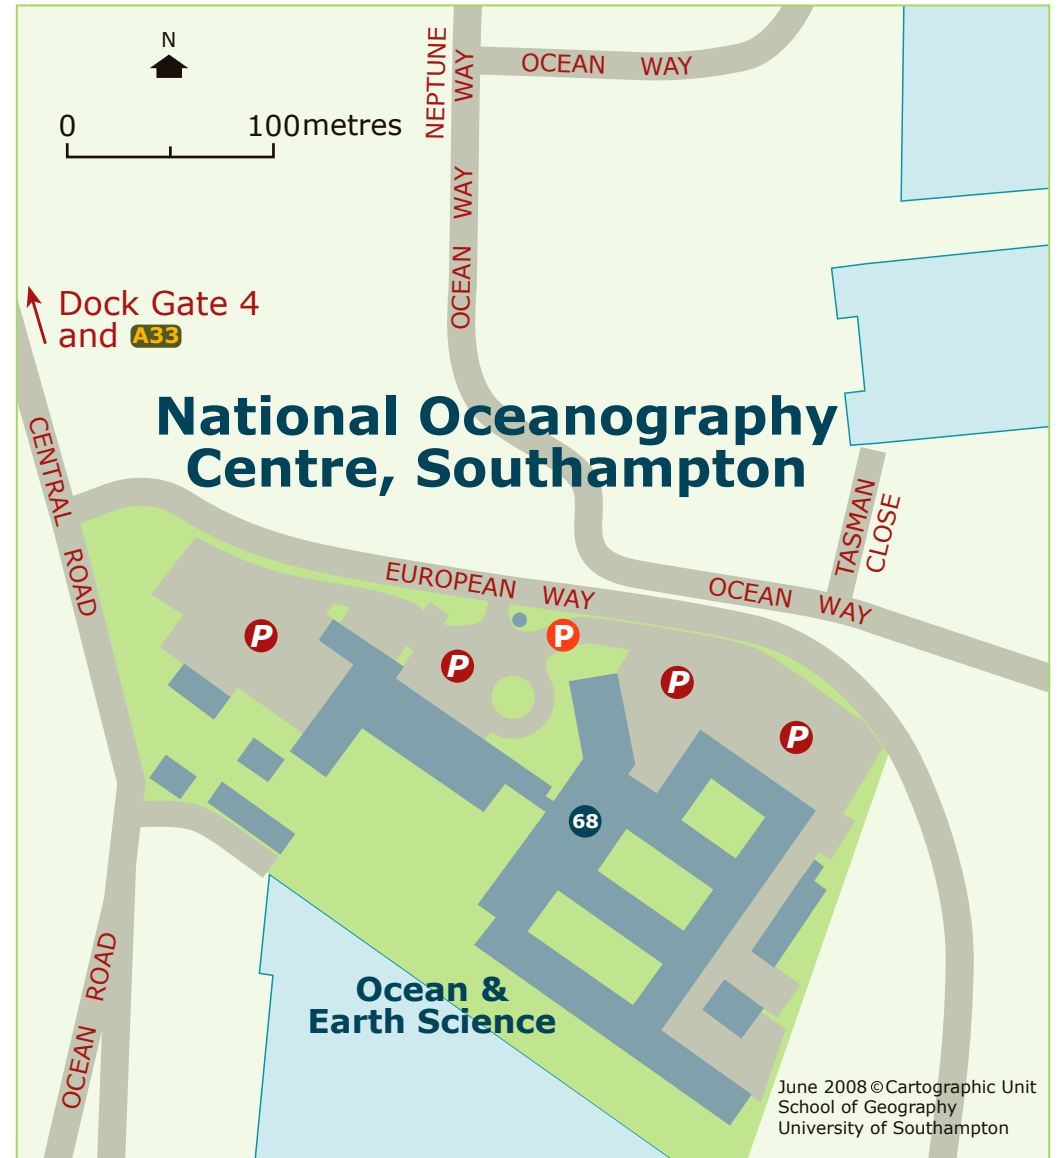 N
0 100metres
NEPTUNE
WAY
OCEAN WAY
OCEAN WAY
Dock Gate 4
and A33
National Oceanography
Centre, Southampton
CENTRAL ROAD
TASMAN
CLOSE
EUROPEAN WAY
OCEAN WAY
P
P
P
P
P
68
OCEAN ROAD
Ocean &
Earth Science
June 2008 © Cartographic Unit
School of Geography
University of Southampton